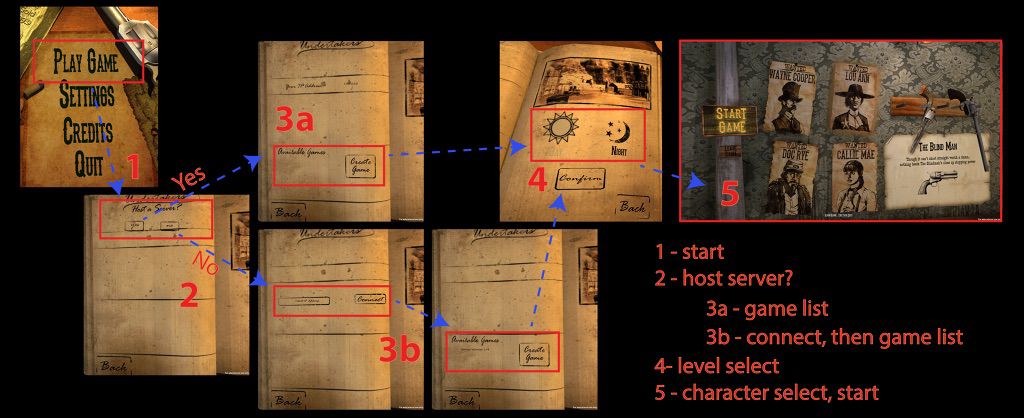 PLAY GAME
SETTINGS
CREDITS
QUIT
1
Undertakers
Your IP Address
3a
Available Games
Create
Game
Back
Yes
Host a Server?
No
2
Back
Undertakers
Connect
3b
Back
Undertakers
Available Games
Create
Game
Back
Night
4
Confirm
Back
START
GAME
WANTED
WAYNE COOPER
WANTED
LOU ANN
WANTED
DOC RYE
WANTED
CALLIE MAE
THE BLIND MAN
5
1 - start
2 - host server?
3a - game list
3b - connect, then game list
4- level select
5 - character select, start